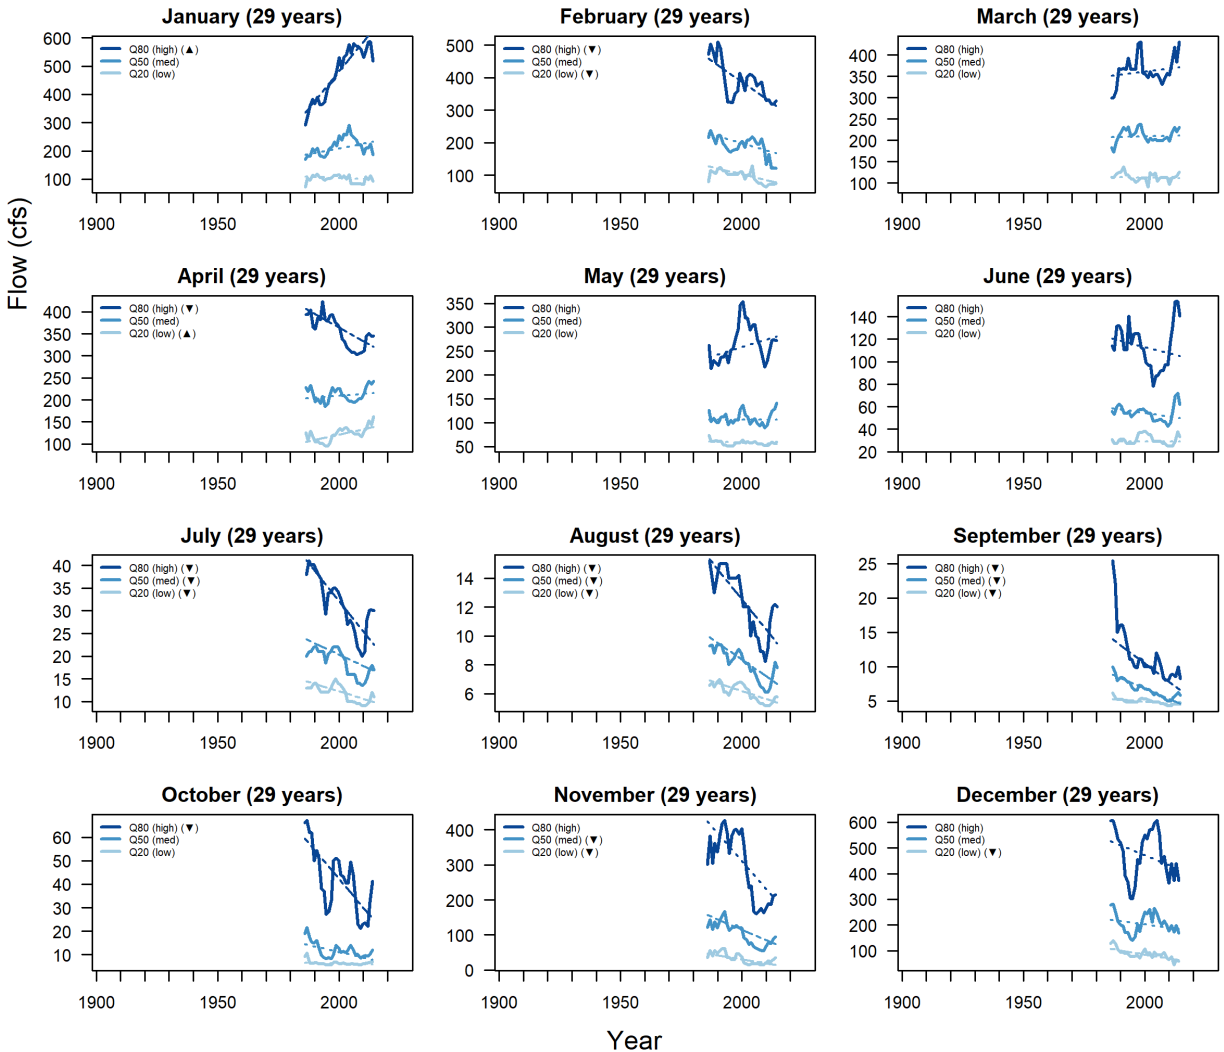 January (29 years)
Q80 (high) (▲)
Q50 (med)
Q20 (low)
600
500
400
300
200
100
1900
1950
2000
February (29 years)
Q80 (high) (▼)
Q50 (med)
Q20 (low) (▼)
500
400
300
200
100
1900
1950
2000
March (29 years)
Q80 (high)
Q50 (med)
Q20 (low)
400
350
300
250
200
150
100
1900
1950
2000
Flow (cfs)
April (29 years)
Q80 (high) (▼)
Q50 (med)
Q20 (low) (▲)
400
350
300
250
200
150
100
1900
1950
2000
May (29 years)
Q80 (high)
Q50 (med)
Q20 (low)
350
300
250
200
150
100
50
1900
1950
2000
June (29 years)
Q80 (high)
Q50 (med)
Q20 (low)
140
120
100
80
60
40
20
1900
1950
2000
July (29 years)
Q80 (high) (▼)
Q50 (med) (▼)
Q20 (low) (▼)
40
35
30
25
20
15
10
1900
1950
2000
August (29 years)
Q80 (high) (▼)
Q50 (med) (▼)
Q20 (low) (▼)
14
12
10
8
6
1900
1950
2000
September (29 years)
Q80 (high) (▼)
Q50 (med) (▼)
Q20 (low) (▼)
25
20
15
10
5
1900
1950
2000
October (29 years)
Q80 (high) (▼)
Q50 (med)
Q20 (low)
60
50
40
30
20
10
1900
1950
2000
November (29 years)
Q80 (high)
Q50 (med) (▼)
Q20 (low) (▼)
400
300
200
100
0
1900
1950
2000
December (29 years)
Q80 (high)
Q50 (med)
Q20 (low) (▼)
600
500
400
300
200
100
1900
1950
2000
Year